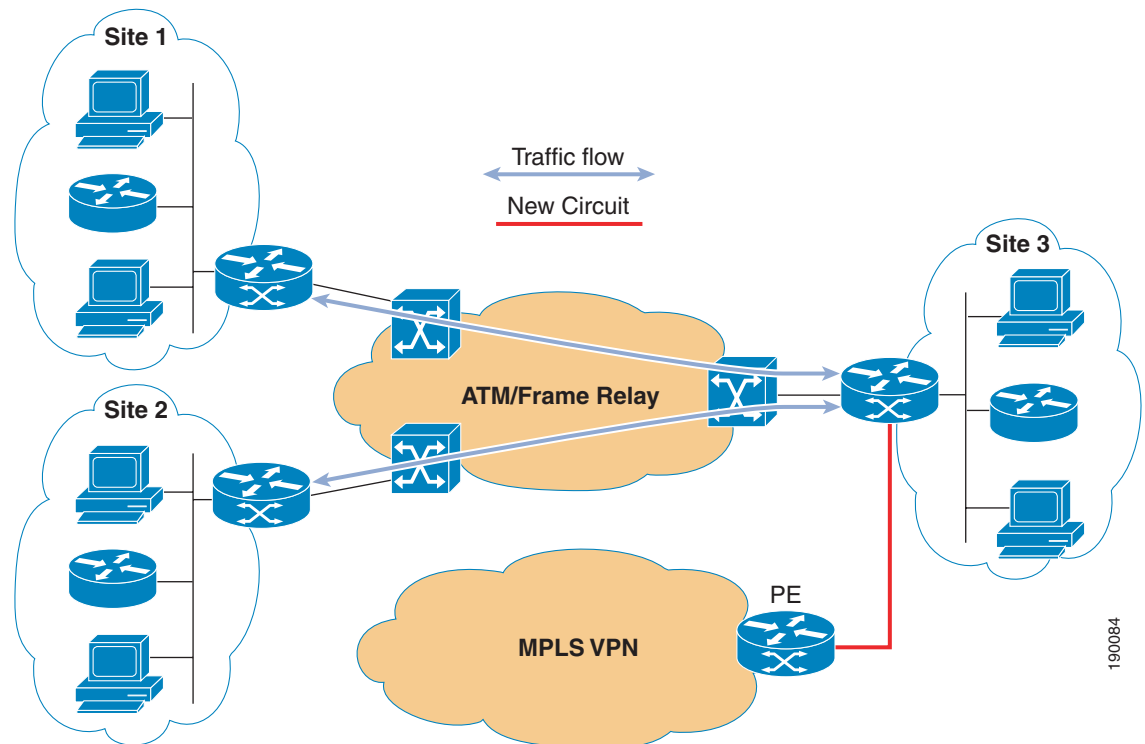 Site 1
Traffic flow
New Circuit
Site 3
ATM/Frame Relay
Site 2
PE
MPLS VPN
190084